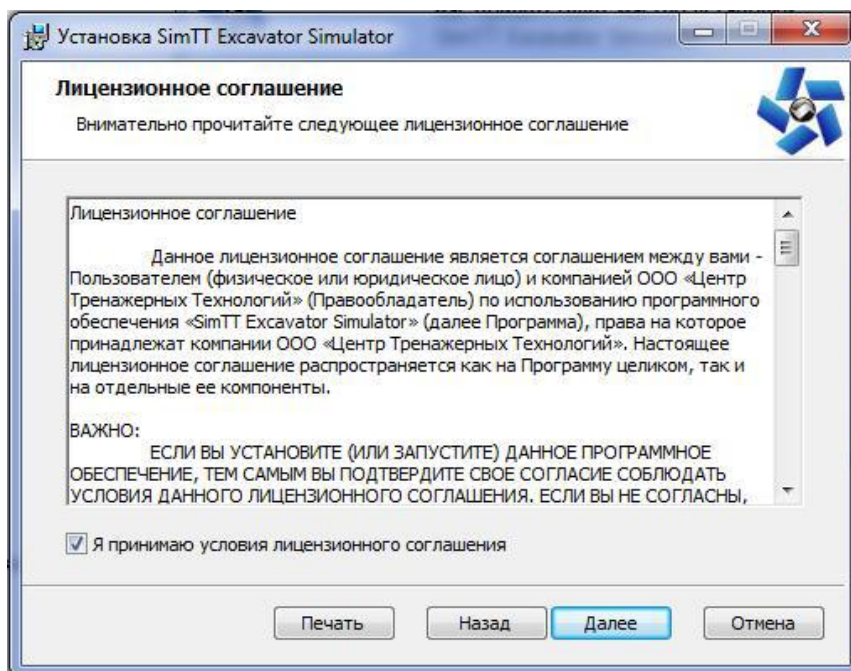 Установка SimTT Excavator Simulator
Лицензионное соглашение
Внимательно прочитайте следующее лицензионное соглашение
Лицензионное соглашение
Данное лицензионное соглашение является соглашением между вами -
Пользователем (физическое или юридическое лицо) и компанией ООО «Центр
Тренажерных Технологий» (Правообладатель) по использованию программного
обеспечения «SimTT Excavator Simulator» (далее Программа), права на которое
принадлежат компании ООО «Центр Тренажерных Технологий». Настоящее
лицензионное соглашение распространяется как на Программу целиком, так и
на отдельные ее компоненты.
ВАЖНО:
ЕСЛИ ВЫ УСТАНОВИТЕ (ИЛИ ЗАПУСТИТЕ) ДАННОЕ ПРОГРАММНОЕ
ОБЕСПЕЧЕНИЕ, ТЕМ САМЫМ ВЫ ПОДТВЕРДИТЕ СВОЕ СОГЛАСИЕ СОБЛЮДАТЬ
УСЛОВИЯ ДАННОГО ЛИЦЕНЗИОННОГО СОГЛАШЕНИЯ. ЕСЛИ ВЫ НЕ СОГЛАСНЫ,
Я принимаю условия лицензионного соглашения
Печать
Назад
Далее
Отмена